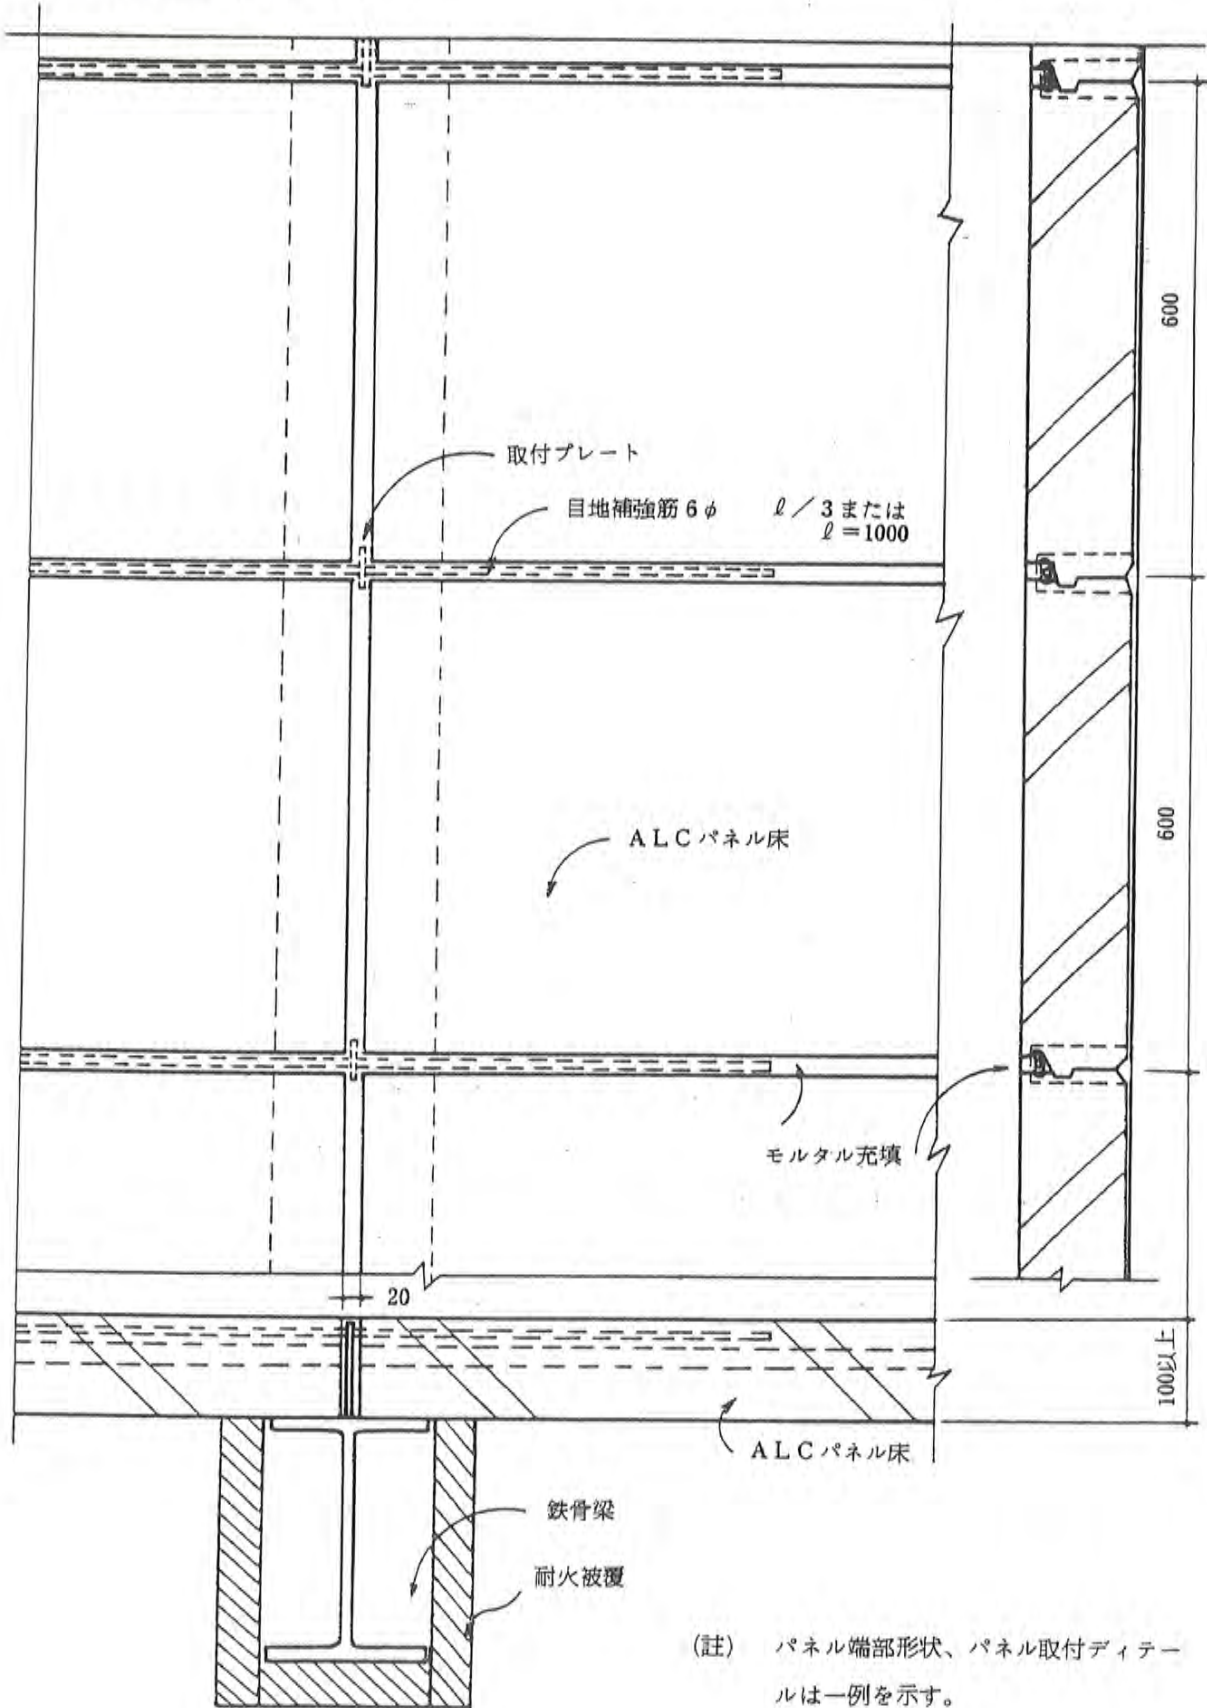 600
取付プレート
目地補強筋 6φ ℓ／3 または
ℓ＝1000
ALCパネル床
600
モルタル充填
20
100以上
ALCパネル床
鉄骨梁
耐火被覆
(註) パネル端部形状、パネル取付ディテー
ルは一例を示す。